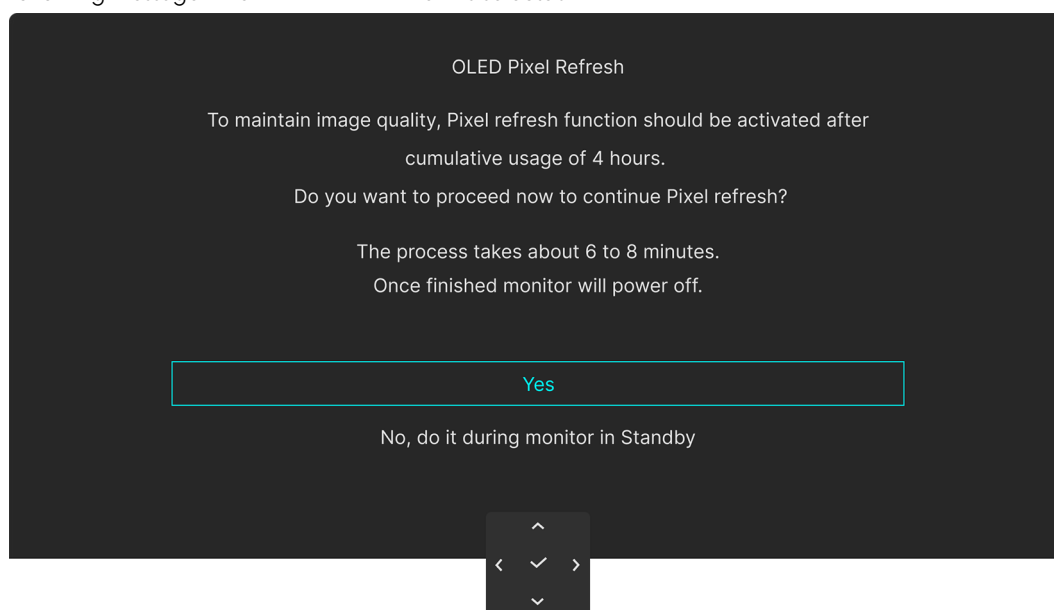 OLED Pixel Refresh
To maintain image quality, Pixel refresh function should be activated after
cumulative usage of 4 hours.
Do you want to proceed now to continue Pixel refresh?
The process takes about 6 to 8 minutes.
Once finished monitor will power off.
Yes
No, do it during monitor in Standby